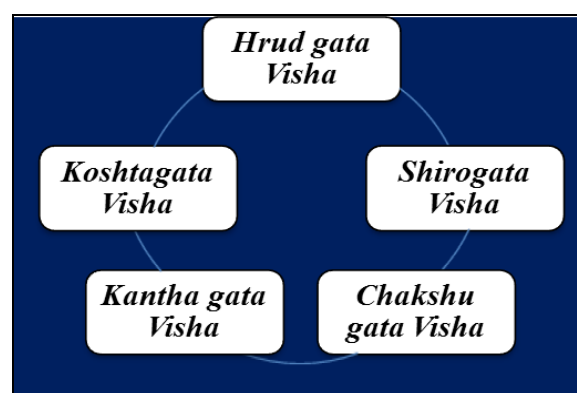 Hrud gata
Visha
Koshtagata
Visha
Shirogata
Visha
Kantha gata
Visha
Chakshu
gata Visha